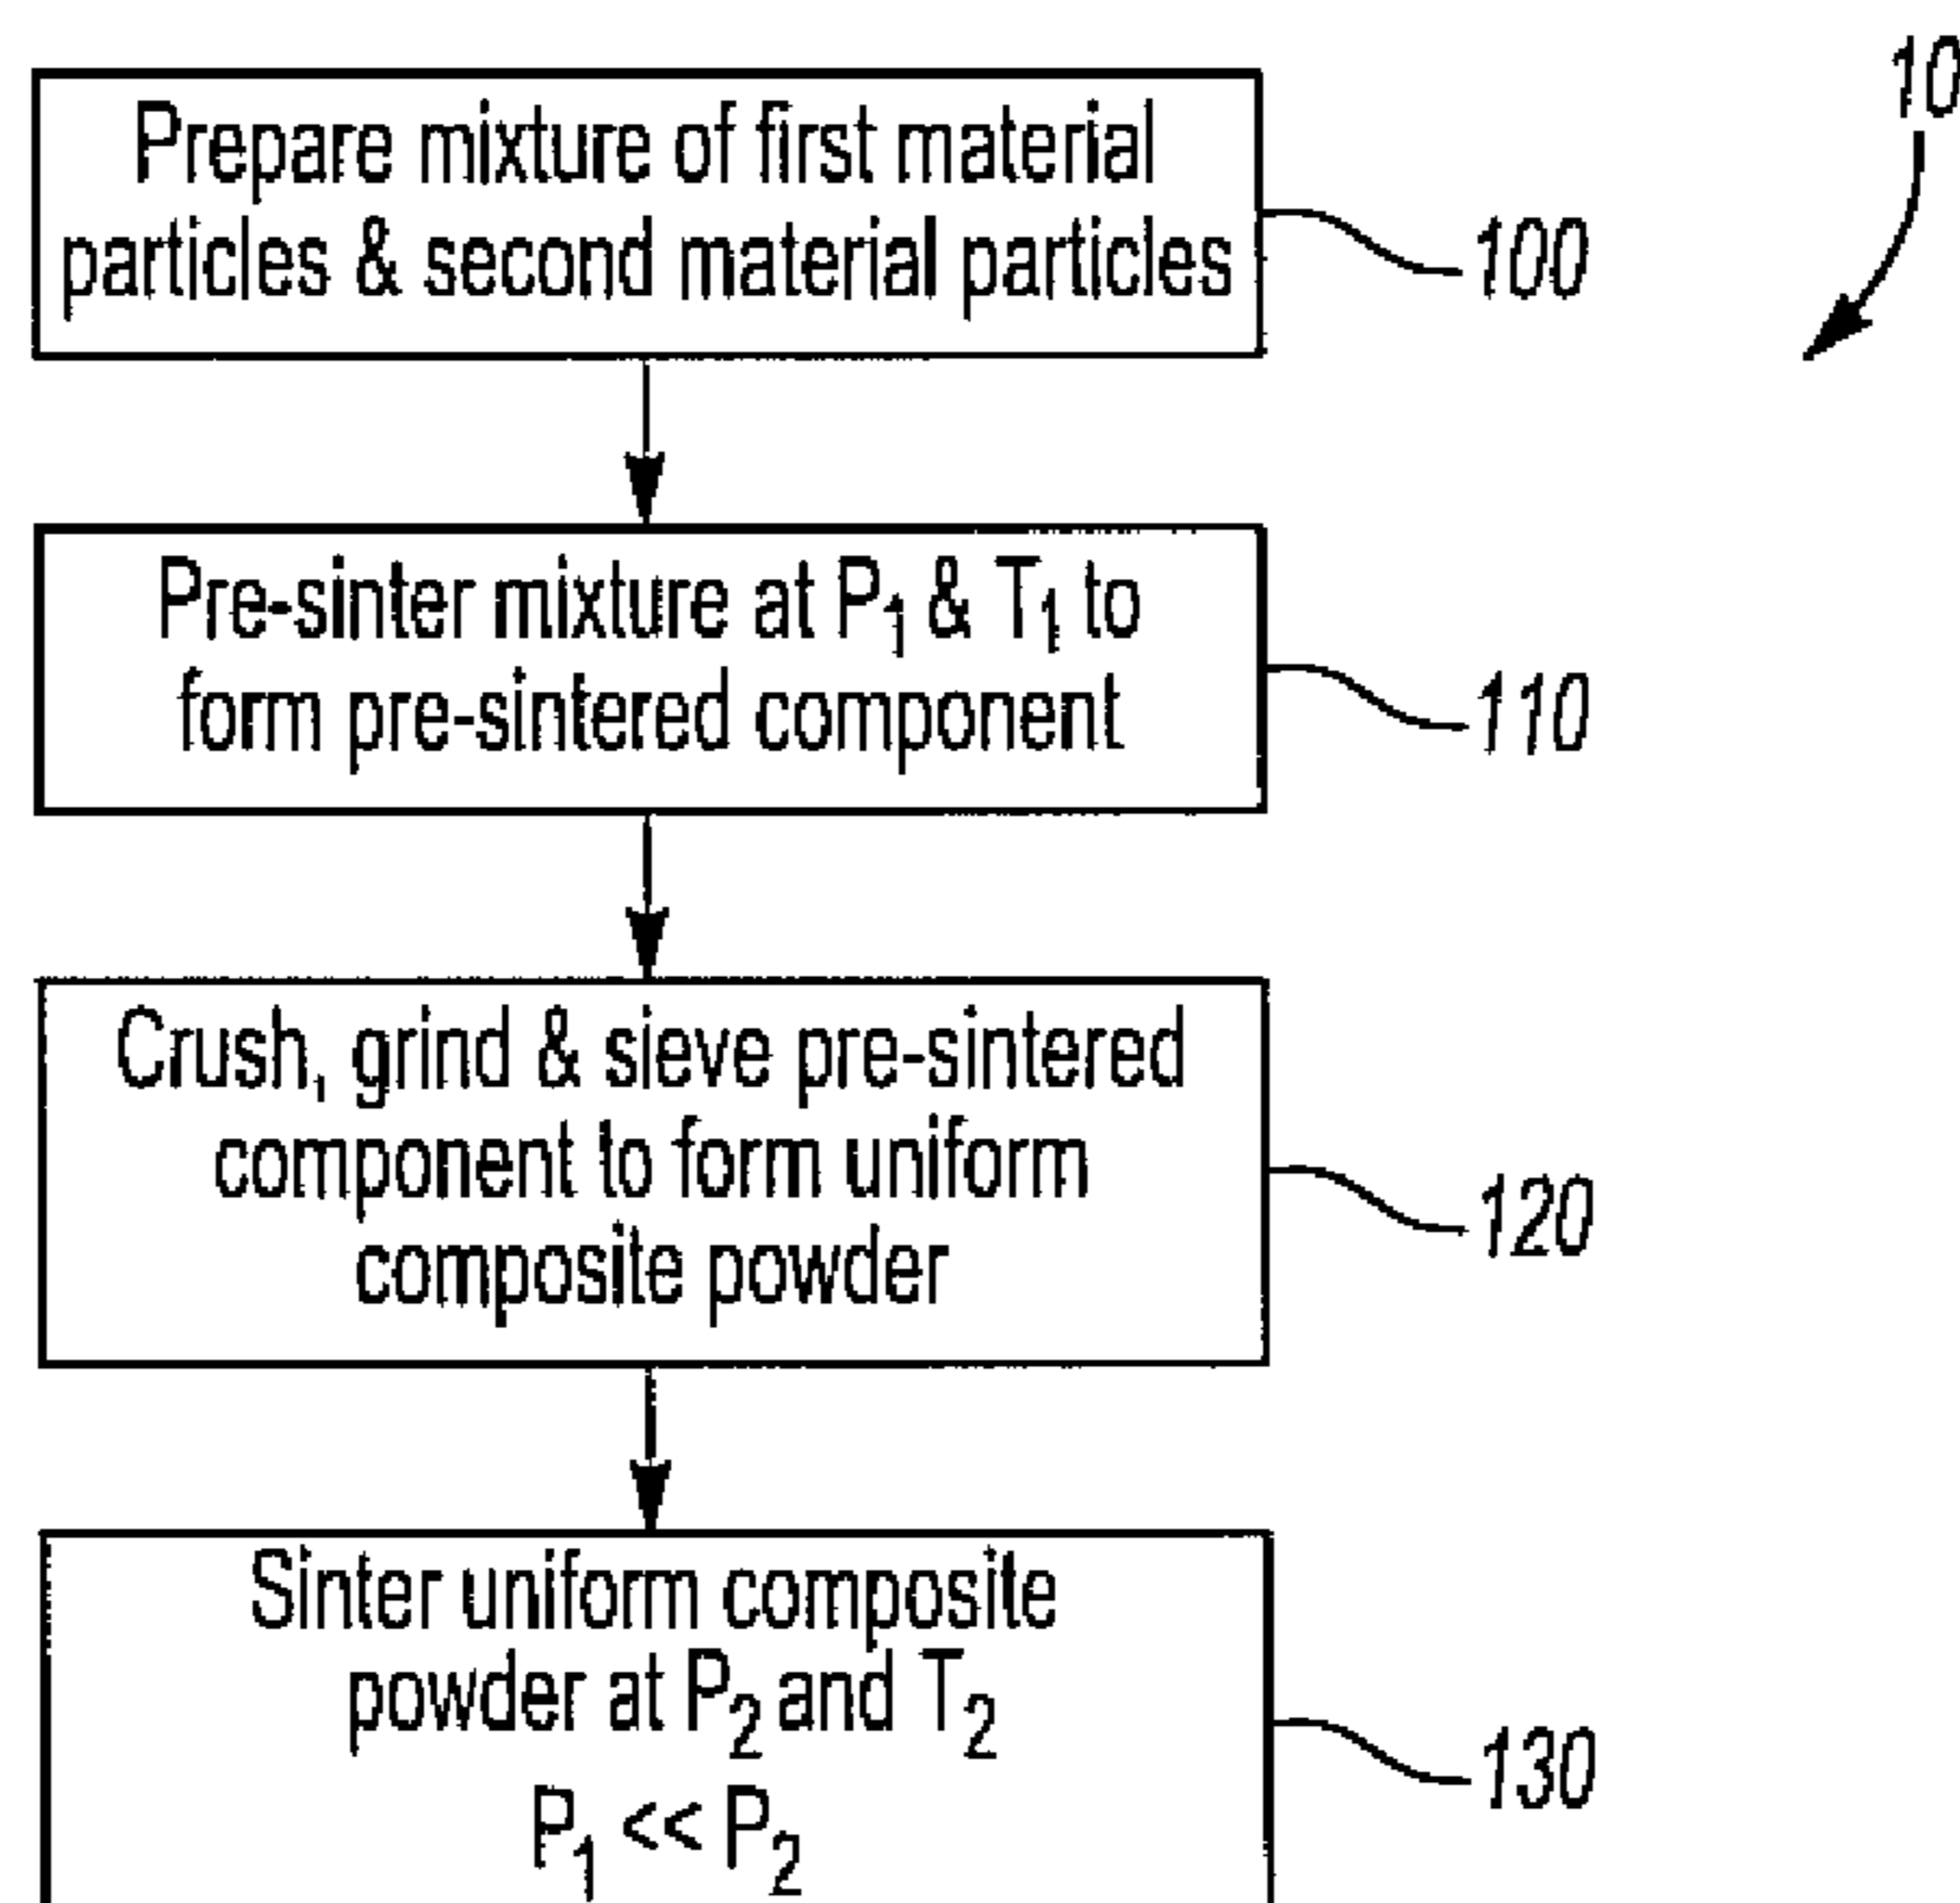 10
Prepare mixture of first material
particles & second material particles
100
Pre-sinter mixture at P₁ & T₁ to
form pre-sintered component
110
Crush, grind & sieve pre-sintered
component to form uniform
composite powder
120
Sinter uniform composite
powder at P₂ and T₂
P₁ << P₂
130